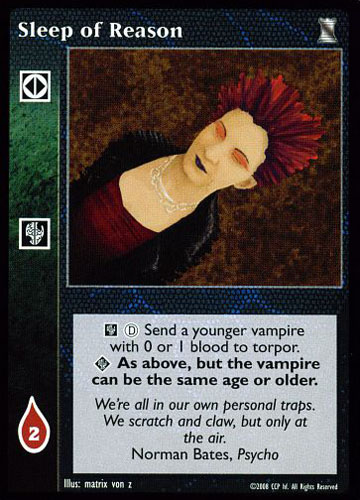 Sleep of Reason
D Send a younger vampire
with 0 or 1 blood to torpor.
As above, but the vampire
can be the same age or older.
We're all in our own personal traps.
We scratch and claw, but only at
the air.
Norman Bates, Psycho
2
Illus: matrix von z
©2008 CCP hf. All Rights Reserved